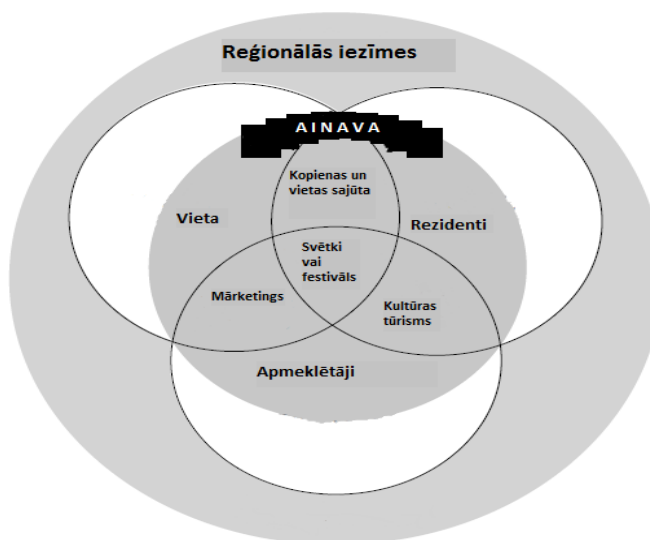 Reģionālās iezīmes
AINAVA
Kopienas un
vietas sajūta
Vieta
Rezidenti
Svētki
vai
festivāls
Mārketings
Kultūras
tūrisms
Apmeklētāji